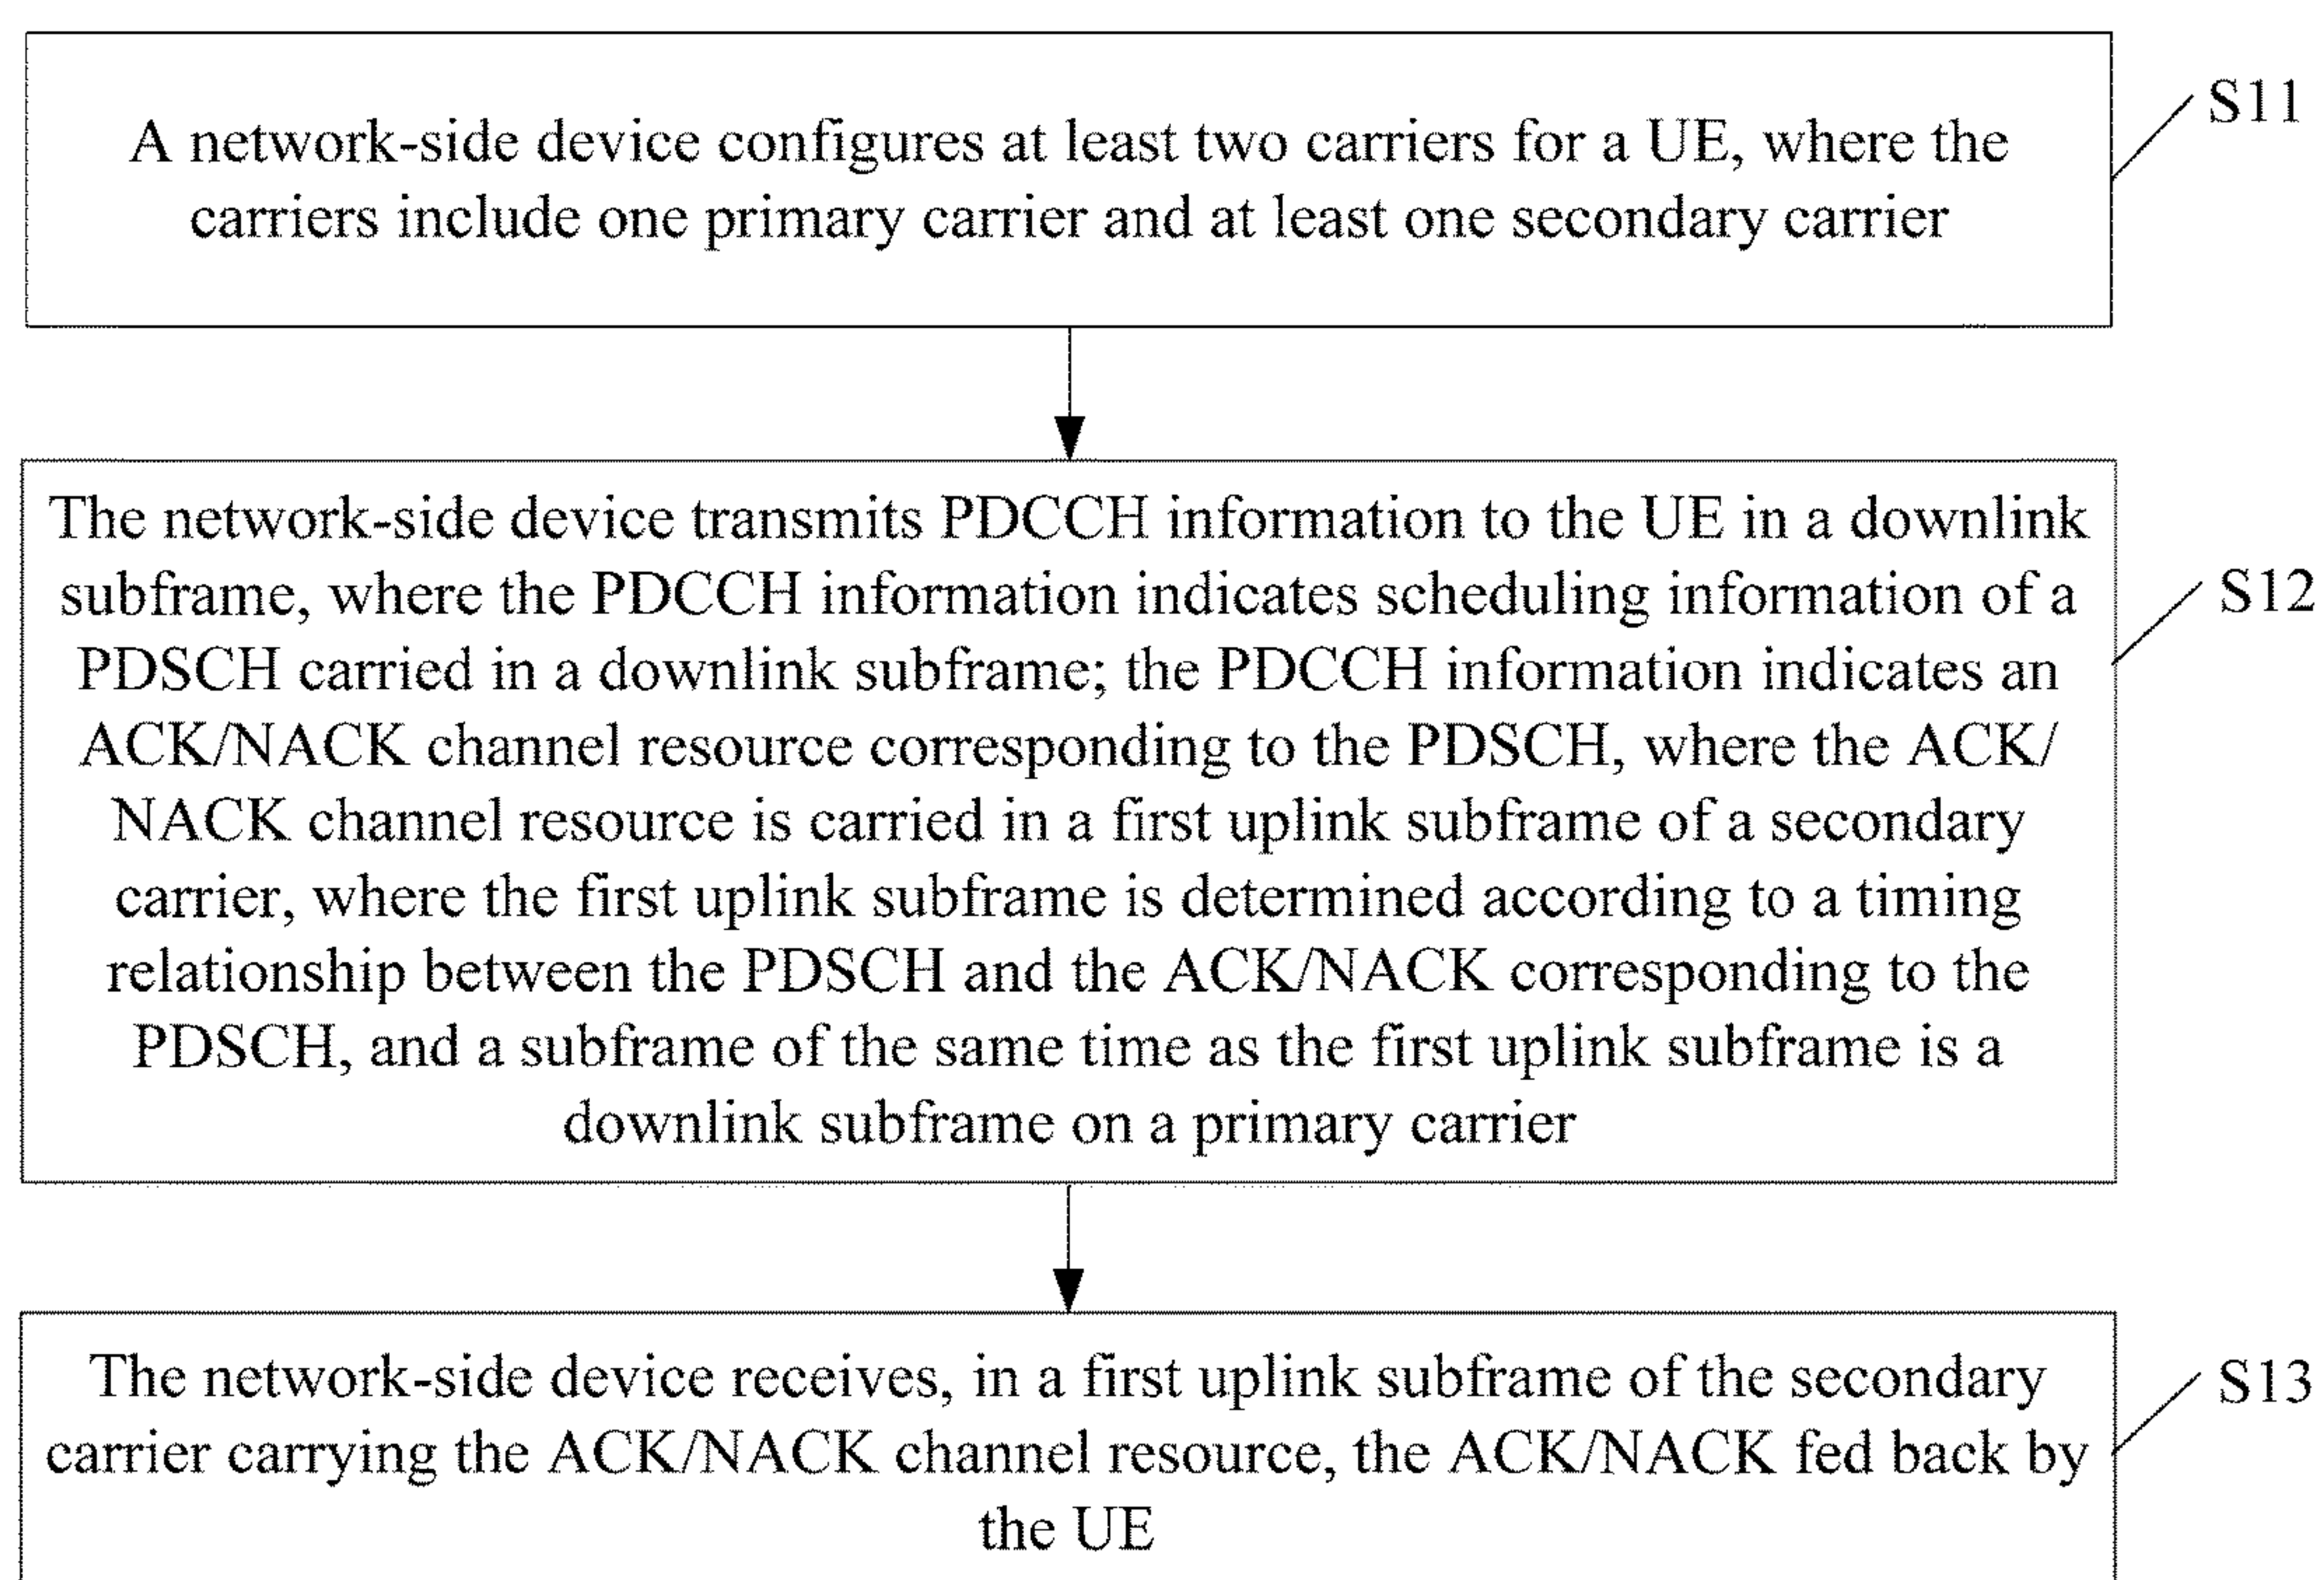 A network-side device configures at least two carriers for a UE, where the
carriers include one primary carrier and at least one secondary carrier
S11
The network-side device transmits PDCCH information to the UE in a downlink
subframe, where the PDCCH information indicates scheduling information of a
PDSCH carried in a downlink subframe; the PDCCH information indicates an
ACK/NACK channel resource corresponding to the PDSCH, where the ACK/
NACK channel resource is carried in a first uplink subframe of a secondary
carrier, where the first uplink subframe is determined according to a timing
relationship between the PDSCH and the ACK/NACK corresponding to the
PDSCH, and a subframe of the same time as the first uplink subframe is a
downlink subframe on a primary carrier
S12
The network-side device receives, in a first uplink subframe of the secondary
carrier carrying the ACK/NACK channel resource, the ACK/NACK fed back by
the UE
S13